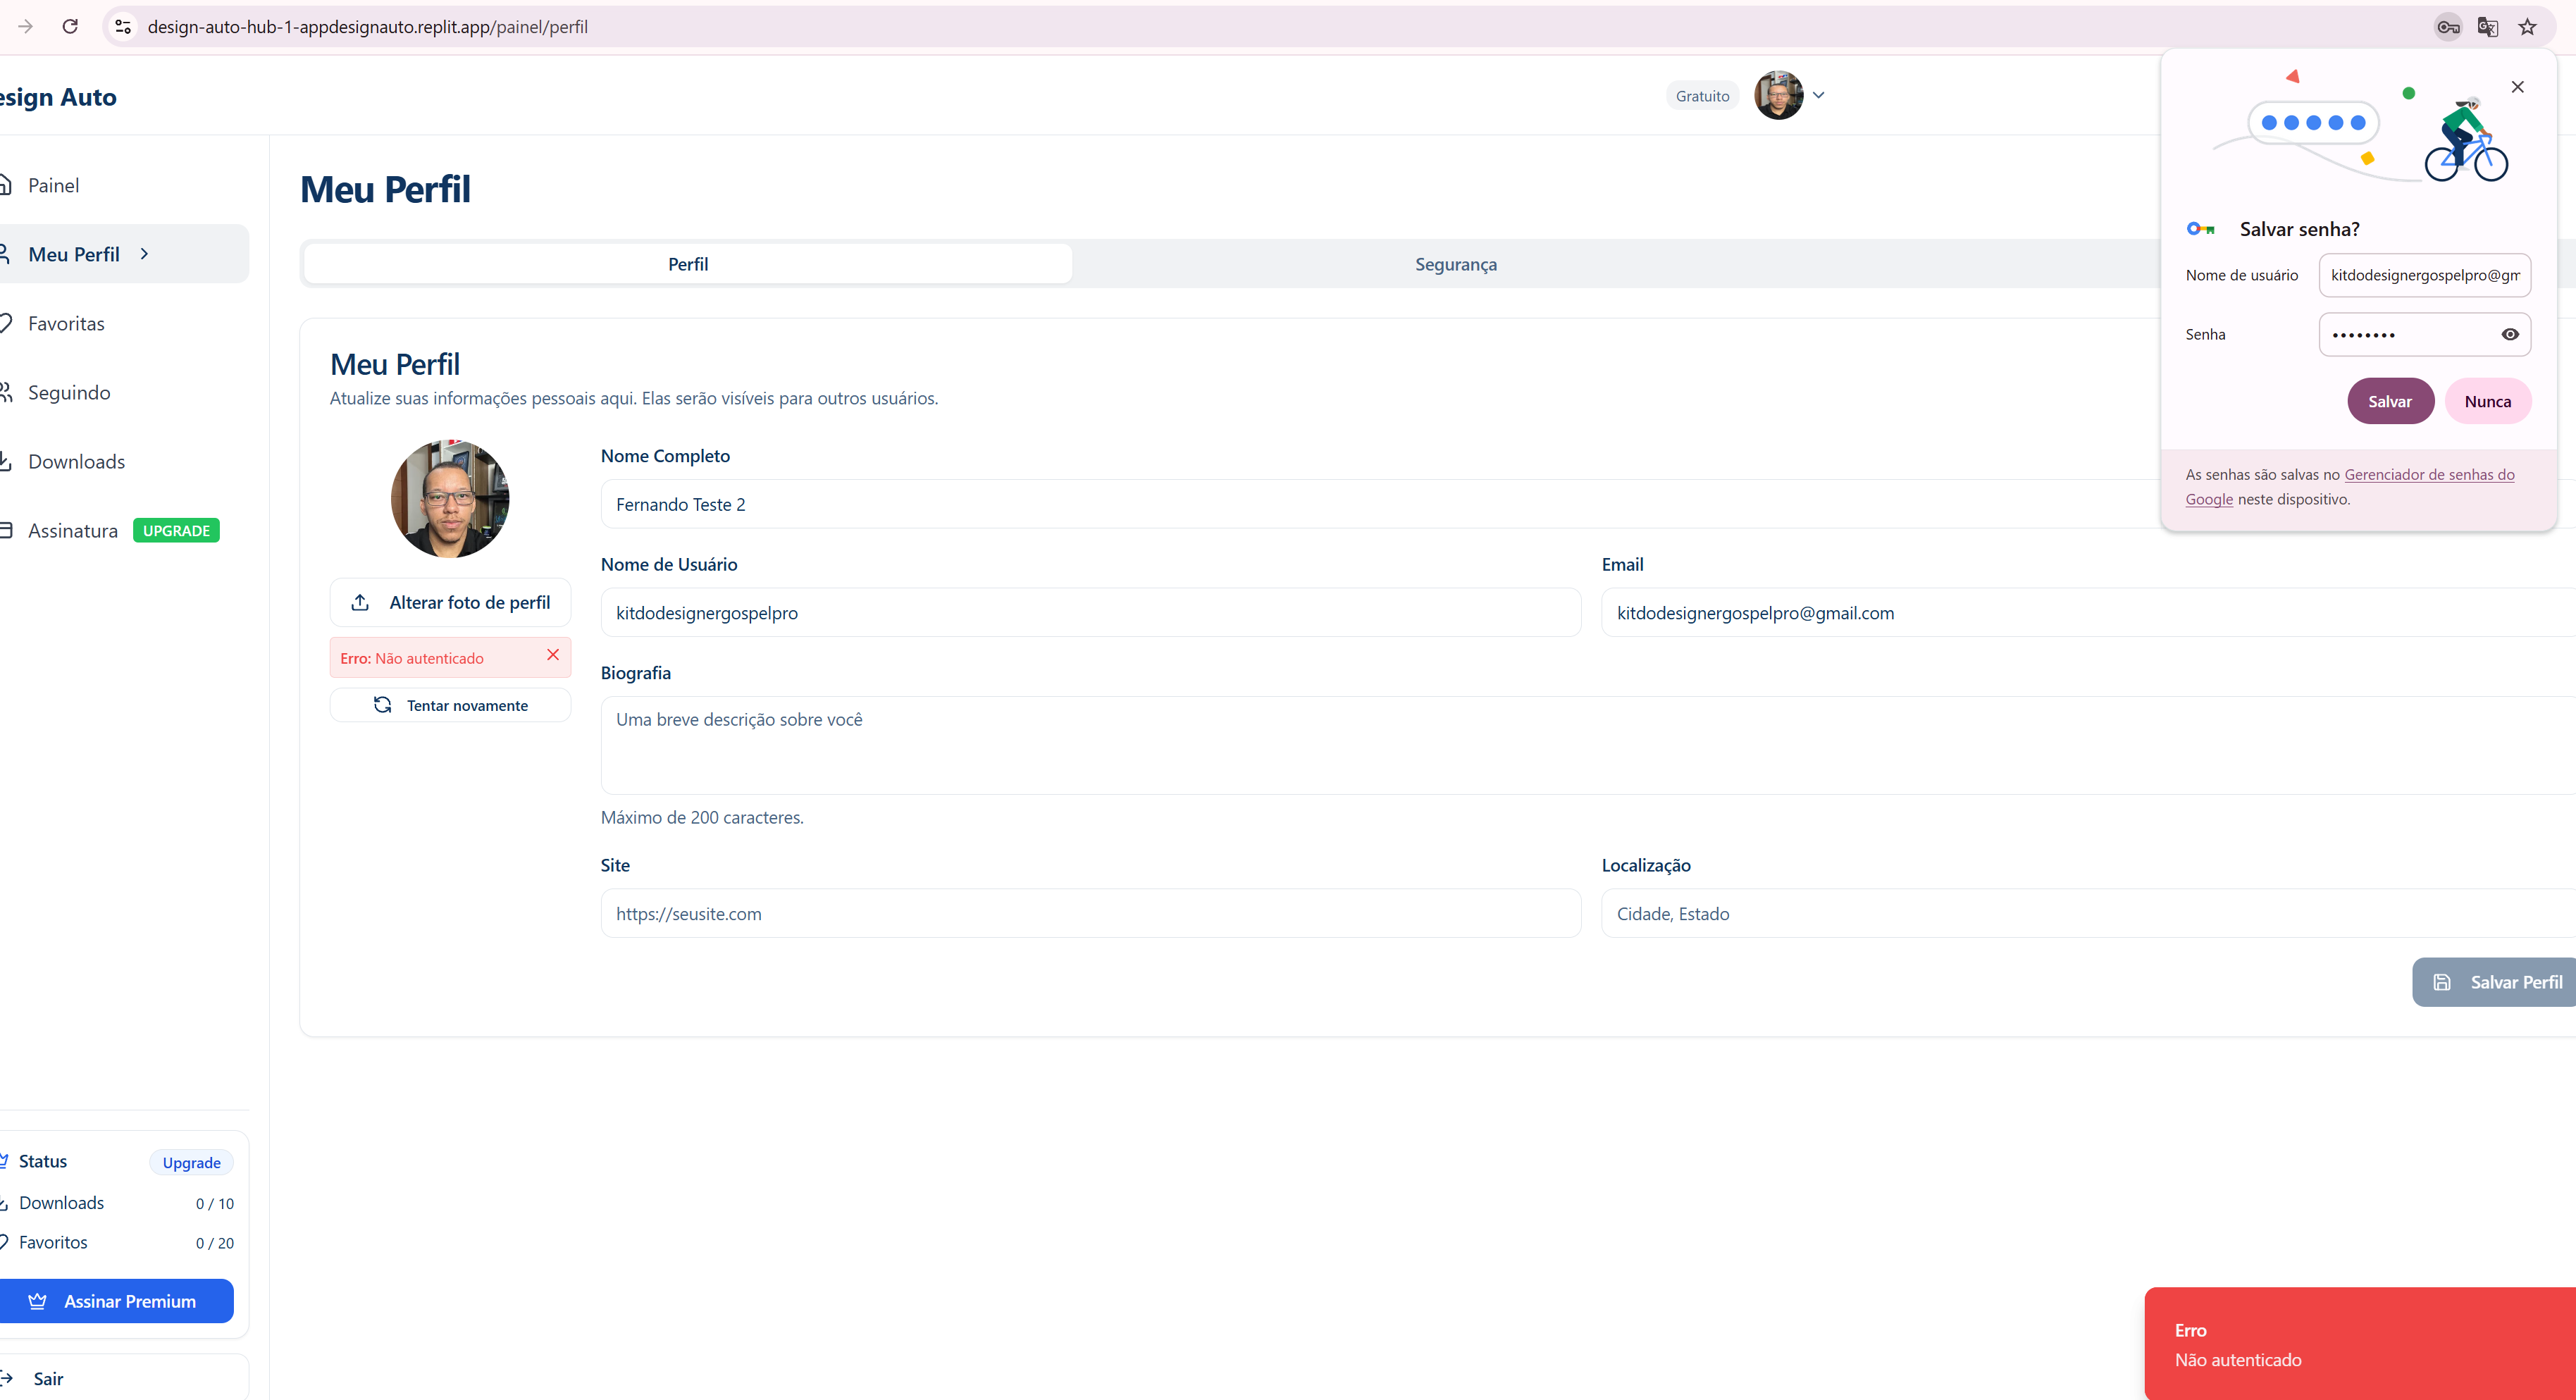 design-auto-hub-1-appdesignauto.replit.app/painel/perfil
esign Auto
Gratuito
Painel
Meu Perfil
Favoritas
Seguindo
Downloads
Assinatura UPGRADE
Status Upgrade
Downloads 0 / 10
Favoritos 0 / 20
Assinar Premium
Sair
Meu Perfil
Perfil
Segurança
Meu Perfil
Atualize suas informações pessoais aqui. Elas serão visíveis para outros usuários.
Alterar foto de perfil
Erro: Não autenticado
Tentar novamente
Nome Completo
Fernando Teste 2
Nome de Usuário
kitdodesignergospelpro
Email
kitdodesignergospelpro@gmail.com
Biografia
Uma breve descrição sobre você
Máximo de 200 caracteres.
Site
https://seusite.com
Localização
Cidade, Estado
Salvar Perfil
Salvar senha?
Nome de usuário kitdodesignergospelpro@gm
Senha ••••••••
Salvar
Nunca
As senhas são salvas no Gerenciador de senhas do
Google neste dispositivo.
Erro
Não autenticado